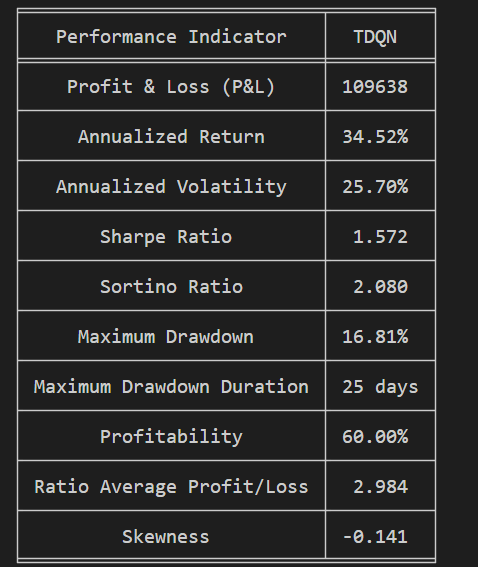 Performance Indicator TDQN
Profit & Loss (P&L) 109638
Annualized Return 34.52%
Annualized Volatility 25.70%
Sharpe Ratio 1.572
Sortino Ratio 2.080
Maximum Drawdown 16.81%
Maximum Drawdown Duration 25 days
Profitability 60.00%
Ratio Average Profit/Loss 2.984
Skewness -0.141